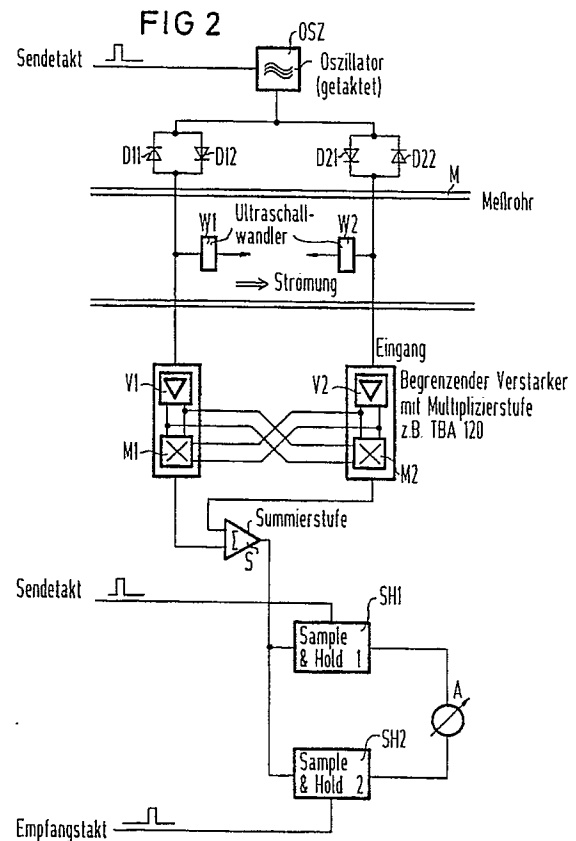 FIG 2
OSZ
Sendetakt
Oszillator
(getaktet)
D11
D12
D21
D22
M
Meßrohr
W1
Ultraschall-
wandler
W2
⇒ Strömung
Eingang
V1
V2
Begrenzender Verstarker
mit Multiplizierstufe
z.B. TBA 120
M1
M2
Summierstufe
Σ
S
Sendetakt
SH1
Sample
& Hold 1
A
SH2
Sample
& Hold 2
Empfangstakt